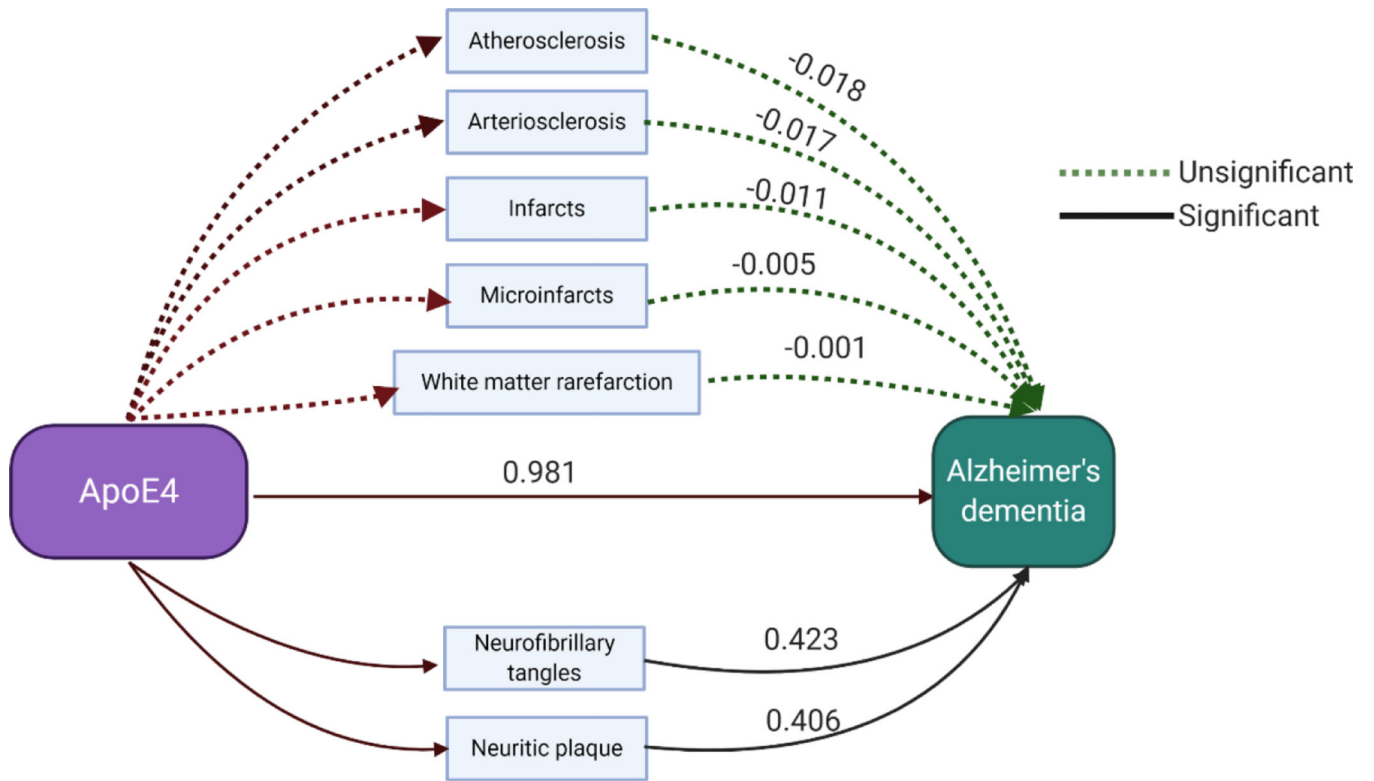 Atherosclerosis
-0.018
Arteriosclerosis
-0.017
Infarcts
-0.011
Microinfarcts
-0.005
White matter rarefarction
-0.001
Unsignificant
Significant
ApoE4
0.981
Alzheimer's
dementia
Neurofibrillary
tangles
0.423
Neuritic plaque
0.406